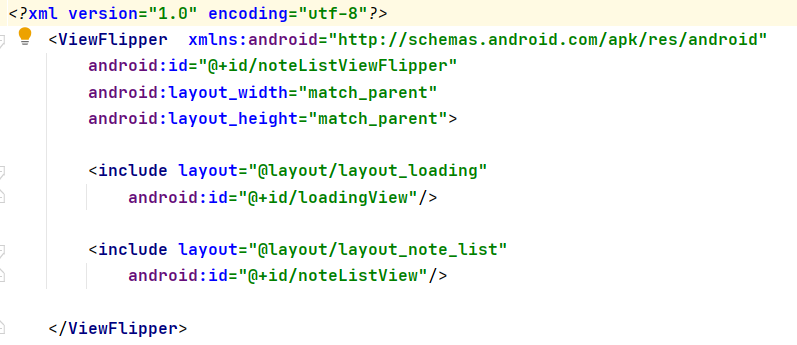 <?xml version="1.0" encoding="utf-8"?>
<ViewFlipper  xmlns:android="http://schemas.android.com/apk/res/android"
android:id="@+id/noteListViewFlipper"
android:layout_width="match_parent"
android:layout_height="match_parent">
<include layout="@layout/layout_loading"
android:id="@+id/loadingView"/>
<include layout="@layout/layout_note_list"
android:id="@+id/noteListView"/>
</ViewFlipper>